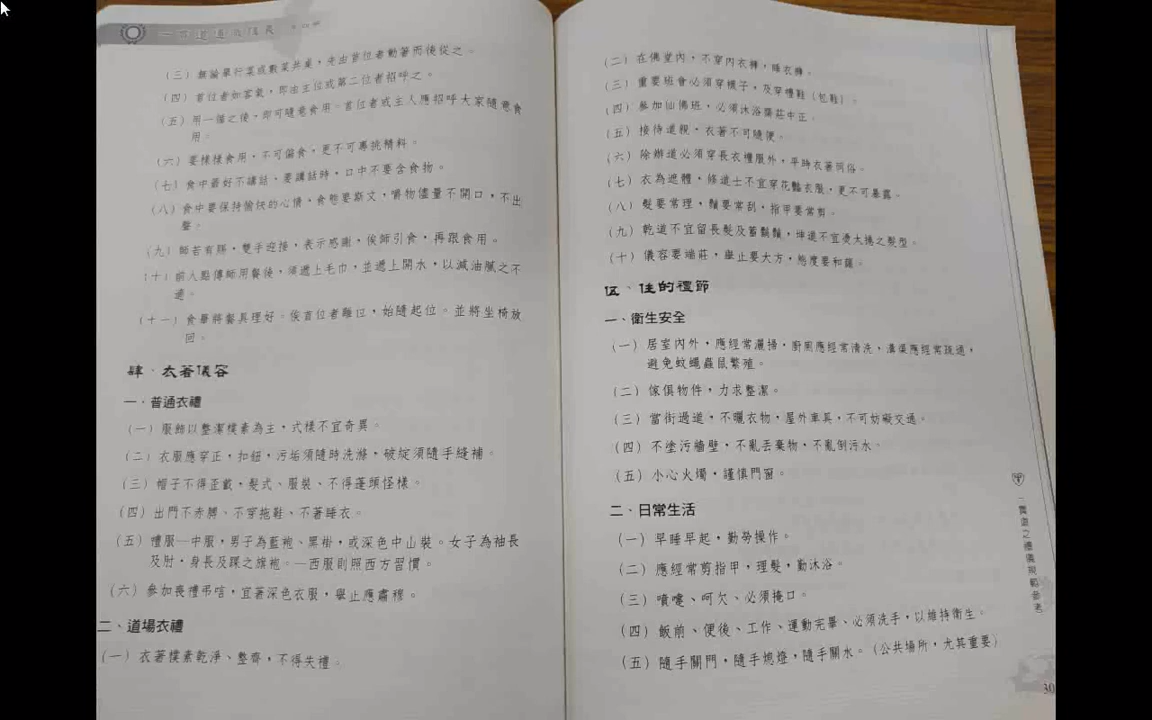 一貫道道
（三）無論單行菜或數菜共桌，先由首位者動著而後從之。
（四）首位者如客氣，即由主位或第二位者招呼之。
（五）用一循之後，即可隨意食用。首位者或主人應招呼大家隨意食
用。
（六）要樣樣食用，不可偏食，更不可專挑精料。
（七）食中最好不講話，要講話時，口中不要含食物。
（八）食中要保持愉快的心情，食態要斯文，嚼物儘量不開口，不出
聲。
（九）師若有賜，雙手迎接，表示感謝，俟師引食，再跟食用。
（十）前人點傳師用餐後，須遞上毛巾，並遞上開水，以減油膩之不
適。
（十一）食畢將餐具理好。俟首位者離位，始隨起位。並將坐椅放
回。
肆、衣著儀容
一、普通衣禮
（一）服飾以整潔樸素為主，式樣不宜奇異。
（二）衣服應穿正，扣鈕，污垢須隨時洗滌，破綻須隨手縫補。
（三）帽子不得歪戴，髮式、服裝、不得蓬頭怪樣。
（四）出門不赤膊、不穿拖鞋、不著睡衣。
（五）禮服─中服，男子為藍袍、黑褂，或深色中山裝。女子為袖長
及肘，身長及踝之旗袍。─西服則照西方習慣。
（六）參加喪禮弔唁，宜著深色衣服，舉止應肅穆。
二、道場衣禮
（一）衣著樸素乾淨、整齊，不得失禮。
（二）在佛堂內，不穿內衣褲，睡衣褲。
（三）重要班會必須穿襪子，及穿禮鞋（包鞋）。
（四）參加仙佛班，必須沐浴齋莊中正。
（五）接待道親，衣著不可隨便。
（六）除辦道必須穿長衣禮服外，平時衣著同俗。
（七）衣為遮體，修道士不宜穿花豔衣服，更不可暴露。
（八）髮要常理，鬚要常刮，指甲要常剪。
（九）乾道不宜留長髮及蓄鬍鬚，坤道不宜燙太捲之髮型。
（十）儀容要端莊，舉止要大方，態度要和藹。
伍、住的禮節
一、衛生安全
（一）居室內外，應經常灑掃，廚廁應經常清洗，溝渠應經常疏通，
避免蚊蠅蟲鼠繁殖。
（二）傢俱物件，力求整潔。
（三）當街過道，不曬衣物，屋外車具，不可妨礙交通。
（四）不塗污牆壁，不亂丟棄物，不亂倒污水。
（五）小心火燭，謹慎門窗。
二、日常生活
（一）早睡早起，勤勞操作。
（二）應經常剪指甲，理髮，勤沐浴。
（三）噴嚏、呵欠、必須掩口。
（四）飯前、便後、工作、運動完畢、必須洗手，以維持衛生。
（五）隨手關門，隨手熄燈，隨手關水。（公共場所，尤其重要）
一貫道之禮儀規範參考
30